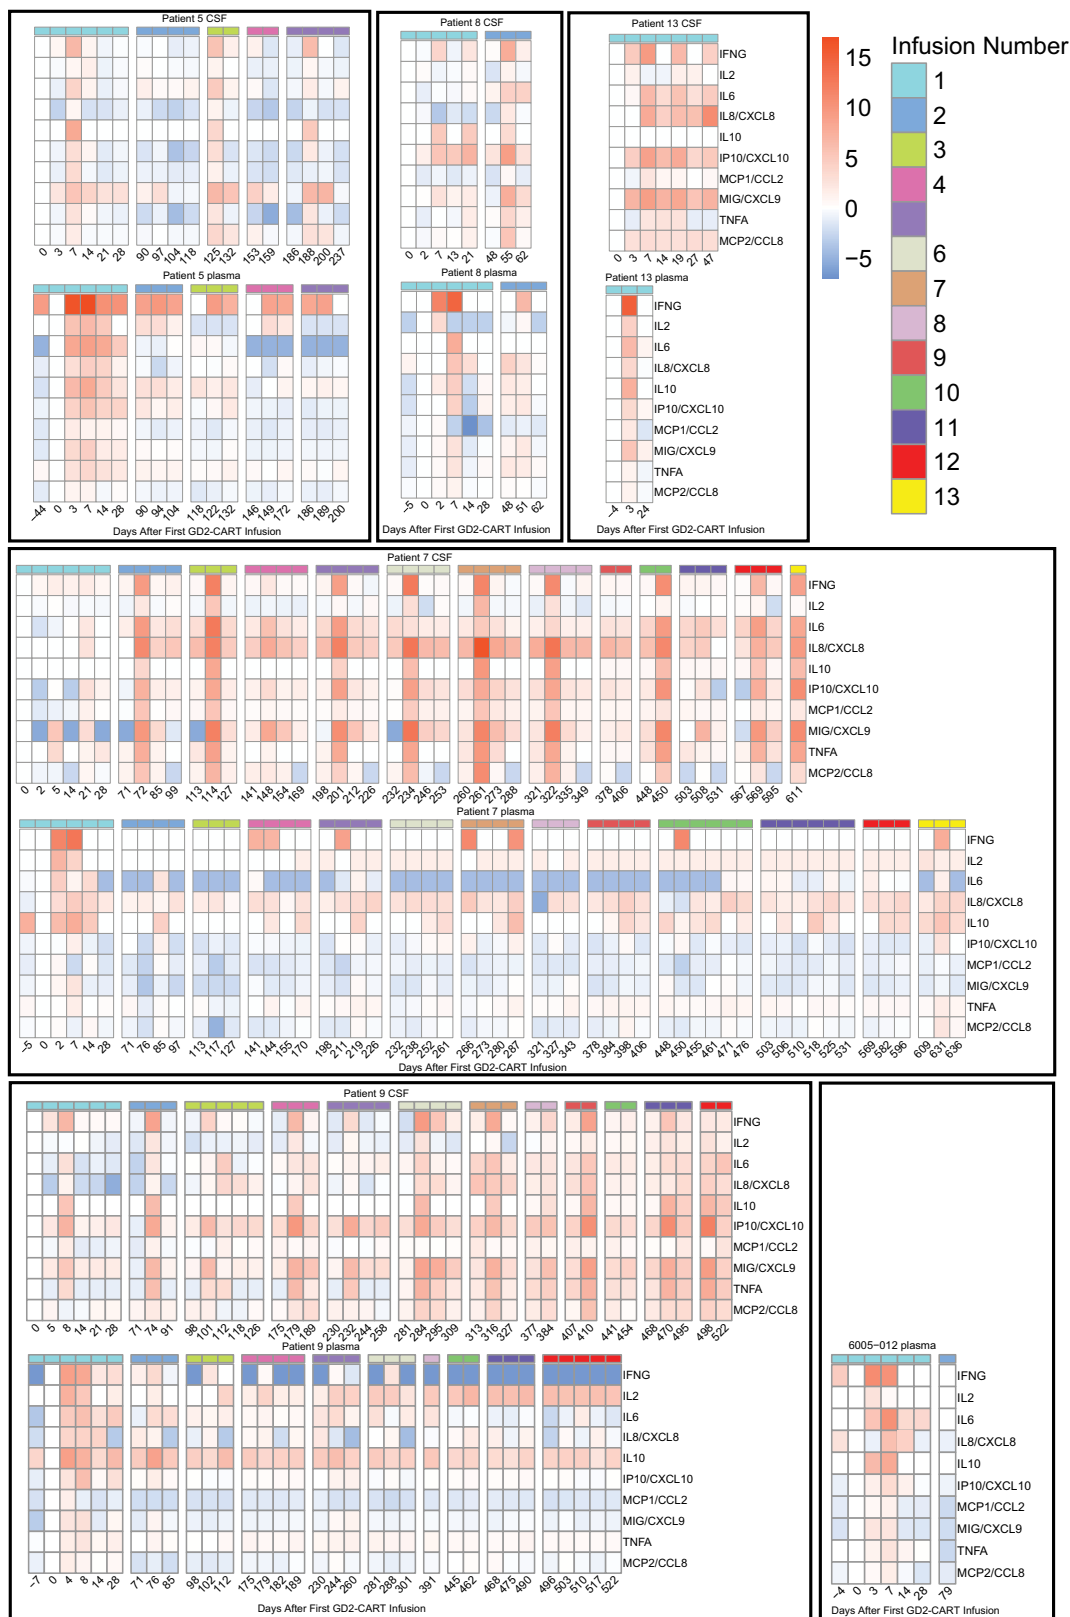 Patient 5 CSF
0 3 7 14 21 28 90 97 104 118 125 132 153 159 186 188 200 237
Patient 5 plasma
−44 0 3 7 14 28 90 94 104 118 122 132 146 149 172 186 189 200
Days After First GD2-CART Infusion
Patient 8 CSF
0 2 7 13 21 48 55 62
Patient 8 plasma
−5 0 2 7 14 28 48 51 62
Days After First GD2-CART Infusion
Patient 13 CSF
IFNG
IL2
IL6
IL8/CXCL8
IL10
IP10/CXCL10
MCP1/CCL2
MIG/CXCL9
TNFA
MCP2/CCL8
0 3 7 14 19 27 47
Patient 13 plasma
IFNG
IL2
IL6
IL8/CXCL8
IL10
IP10/CXCL10
MCP1/CCL2
MIG/CXCL9
TNFA
MCP2/CCL8
−4 3 24
Days After First GD2-CART Infusion
15
10
5
0
−5
Infusion Number
1
2
3
4
6
7
8
9
10
11
12
13
Patient 7 CSF
IFNG
IL2
IL6
IL8/CXCL8
IL10
IP10/CXCL10
MCP1/CCL2
MIG/CXCL9
TNFA
MCP2/CCL8
0 2 5 14 21 28 71 72 85 99 113 114 127 141 148 154 169 198 201 212 226 232 234 246 253 260 261 273 288 321 322 335 349 378 406 448 450 503 508 531 567 569 595 611
Patient 7 plasma
IFNG
IL2
IL6
IL8/CXCL8
IL10
IP10/CXCL10
MCP1/CCL2
MIG/CXCL9
TNFA
MCP2/CCL8
−5 0 2 7 14 28 71 76 85 97 113 117 127 141 144 155 170 198 211 219 226 232 238 252 261 266 273 280 287 321 327 343 378 384 398 406 448 450 455 461 471 476 503 506 510 518 525 531 569 582 596 609 631 636
Days After First GD2-CART Infusion
Patient 9 CSF
IFNG
IL2
IL6
IL8/CXCL8
IL10
IP10/CXCL10
MCP1/CCL2
MIG/CXCL9
TNFA
MCP2/CCL8
0 5 8 14 21 28 71 74 91 98 101 112 118 126 175 179 189 230 232 244 258 281 284 295 309 313 316 327 377 384 407 410 441 454 468 470 495 498 522
Patient 9 plasma
IFNG
IL2
IL6
IL8/CXCL8
IL10
IP10/CXCL10
MCP1/CCL2
MIG/CXCL9
TNFA
MCP2/CCL8
−7 0 4 8 14 28 71 76 85 98 102 112 175 179 182 189 230 244 260 281 288 301 391 445 462 468 475 490 496 503 510 517 522
Days After First GD2-CART Infusion
6005−012 plasma
IFNG
IL2
IL6
IL8/CXCL8
IL10
IP10/CXCL10
MCP1/CCL2
MIG/CXCL9
TNFA
MCP2/CCL8
−4 0 3 7 14 28 79
Days After First GD2-CART Infusion